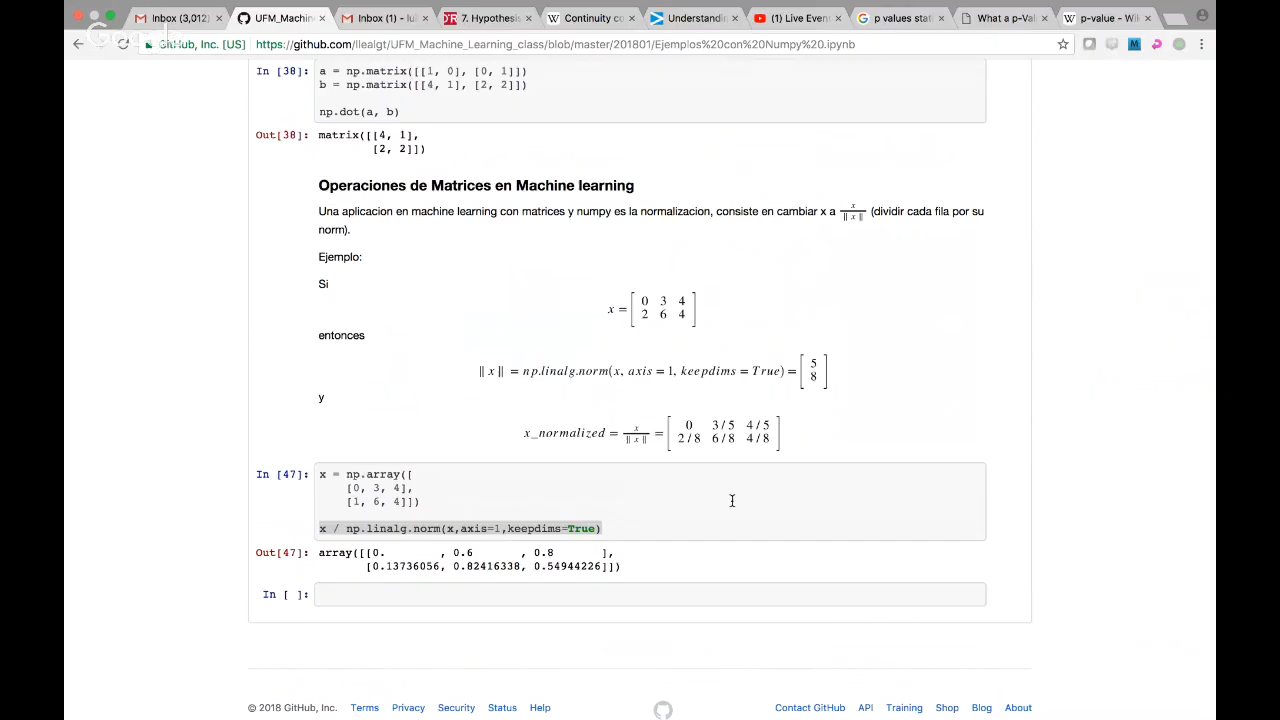 Inbox (3,012) UFM_Machin Inbox (1) - lui 7. Hypothesis Continuity co Understandin (1) Live Even p values stat What a p-Val p-value - Wik
Google
GitHub, Inc. [US] https://github.com/llealgt/UFM_Machine_Learning_class/blob/master/201801/Ejemplos%20con%20Numpy%20.ipynb
In [38]: a = np.matrix([[1, 0], [0, 1]])
b = np.matrix([[4, 1], [2, 2]])
np.dot(a, b)
Out[38]: matrix([[4, 1],
[2, 2]])
Operaciones de Matrices en Machine learning
Una aplicacion en machine learning con matrices y numpy es la normalizacion, consiste en cambiar x a x / ‖ x ‖ (dividir cada fila por su
norm).
Ejemplo:
Si
x = [ 0 3 4
2 6 4 ]
entonces
‖ x ‖ = np.linalg.norm(x, axis = 1, keepdims = True) = [ 5
8 ]
y
x_normalized = x / ‖ x ‖ = [ 0 3 / 5 4 / 5
2 / 8 6 / 8 4 / 8 ]
In [47]: x = np.array([
[0, 3, 4],
[1, 6, 4]])
x / np.linalg.norm(x,axis=1,keepdims=True)
Out[47]: array([[0. , 0.6 , 0.8 ],
[0.13736056, 0.82416338, 0.54944226]])
In [ ]:
© 2018 GitHub, Inc. Terms Privacy Security Status Help Contact GitHub API Training Shop Blog About